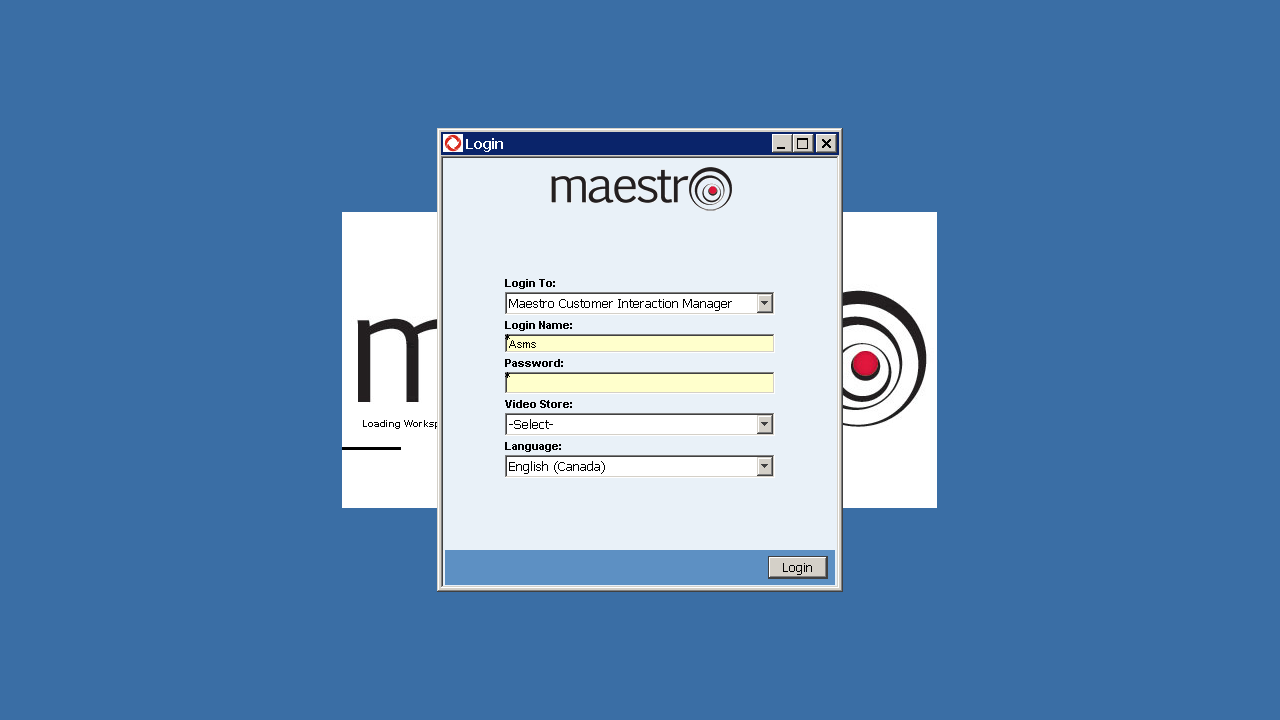 Login
maestro
Login To:
Maestro Customer Interaction Manager
Login Name:
*
Asms
Password:
*
Video Store:
-Select-
Language:
English (Canada)
Login
m
Loading